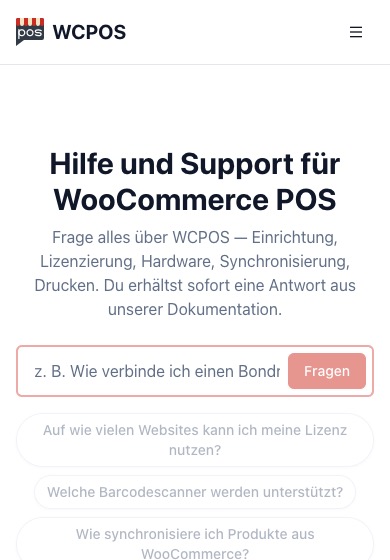 pos WCPOS
Hilfe und Support für
WooCommerce POS
Frage alles über WCPOS — Einrichtung,
Lizenzierung, Hardware, Synchronisierung,
Drucken. Du erhältst sofort eine Antwort aus
unserer Dokumentation.
z. B. Wie verbinde ich einen Bondr Fragen
Auf wie vielen Websites kann ich meine Lizenz
nutzen?
Welche Barcodescanner werden unterstützt?
Wie synchronisiere ich Produkte aus
WooCommerce?